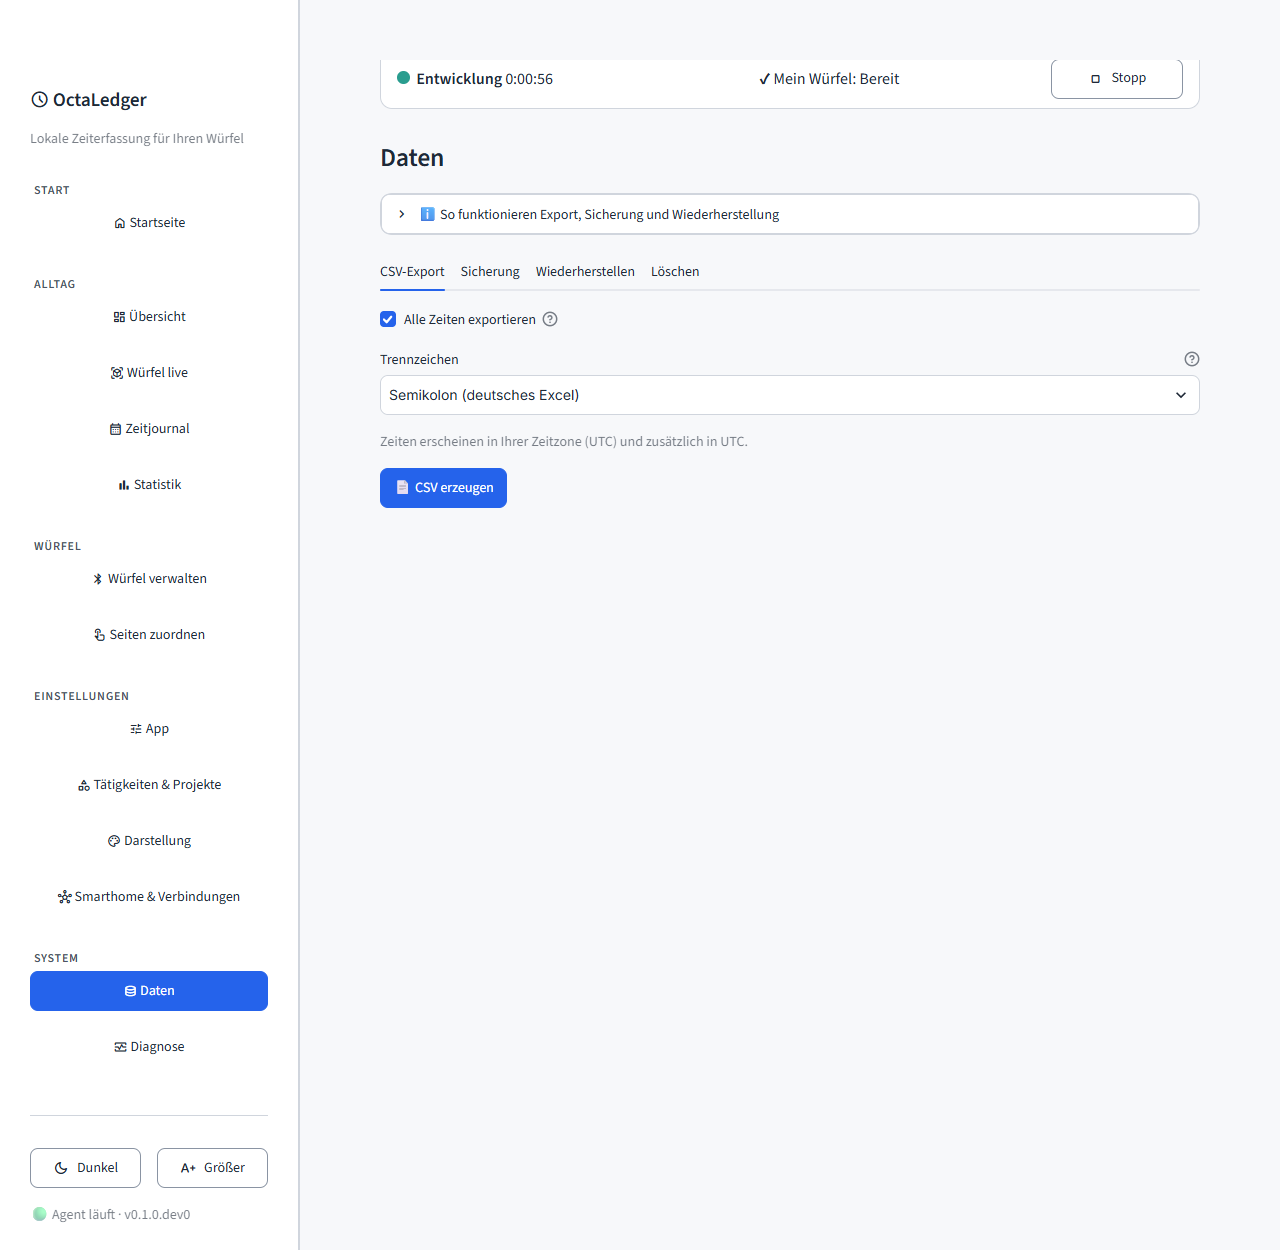 OctaLedger
Lokale Zeiterfassung für Ihren Würfel
START
Startseite
ALLTAG
Übersicht
Würfel live
Zeitjournal
Statistik
WÜRFEL
Würfel verwalten
Seiten zuordnen
EINSTELLUNGEN
App
Tätigkeiten & Projekte
Darstellung
Smarthome & Verbindungen
SYSTEM
Daten
Diagnose
Dunkel
A+ Größer
Agent läuft · v0.1.0.dev0
Entwicklung 0:00:56
✓ Mein Würfel: Bereit
Stopp
Daten
So funktionieren Export, Sicherung und Wiederherstellung
CSV-Export Sicherung Wiederherstellen Löschen
Alle Zeiten exportieren
Trennzeichen
Semikolon (deutsches Excel)
Zeiten erscheinen in Ihrer Zeitzone (UTC) und zusätzlich in UTC.
CSV erzeugen